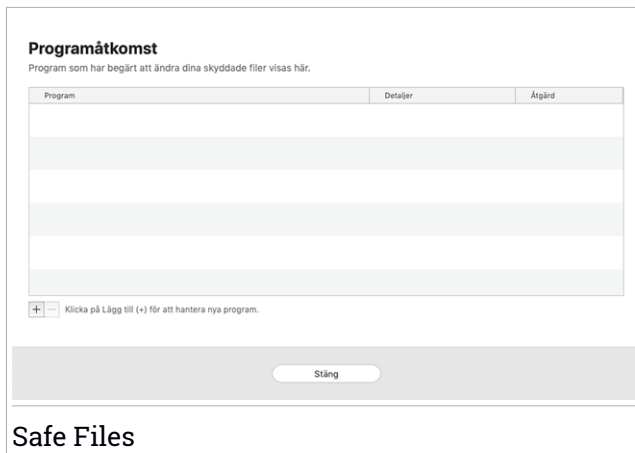 Programåtkomst
Program som har begärt att ändra dina skyddade filer visas här.
Program Detaljer Åtgärd
+ − Klicka på Lägg till (+) för att hantera nya program.
Stäng
Safe Files